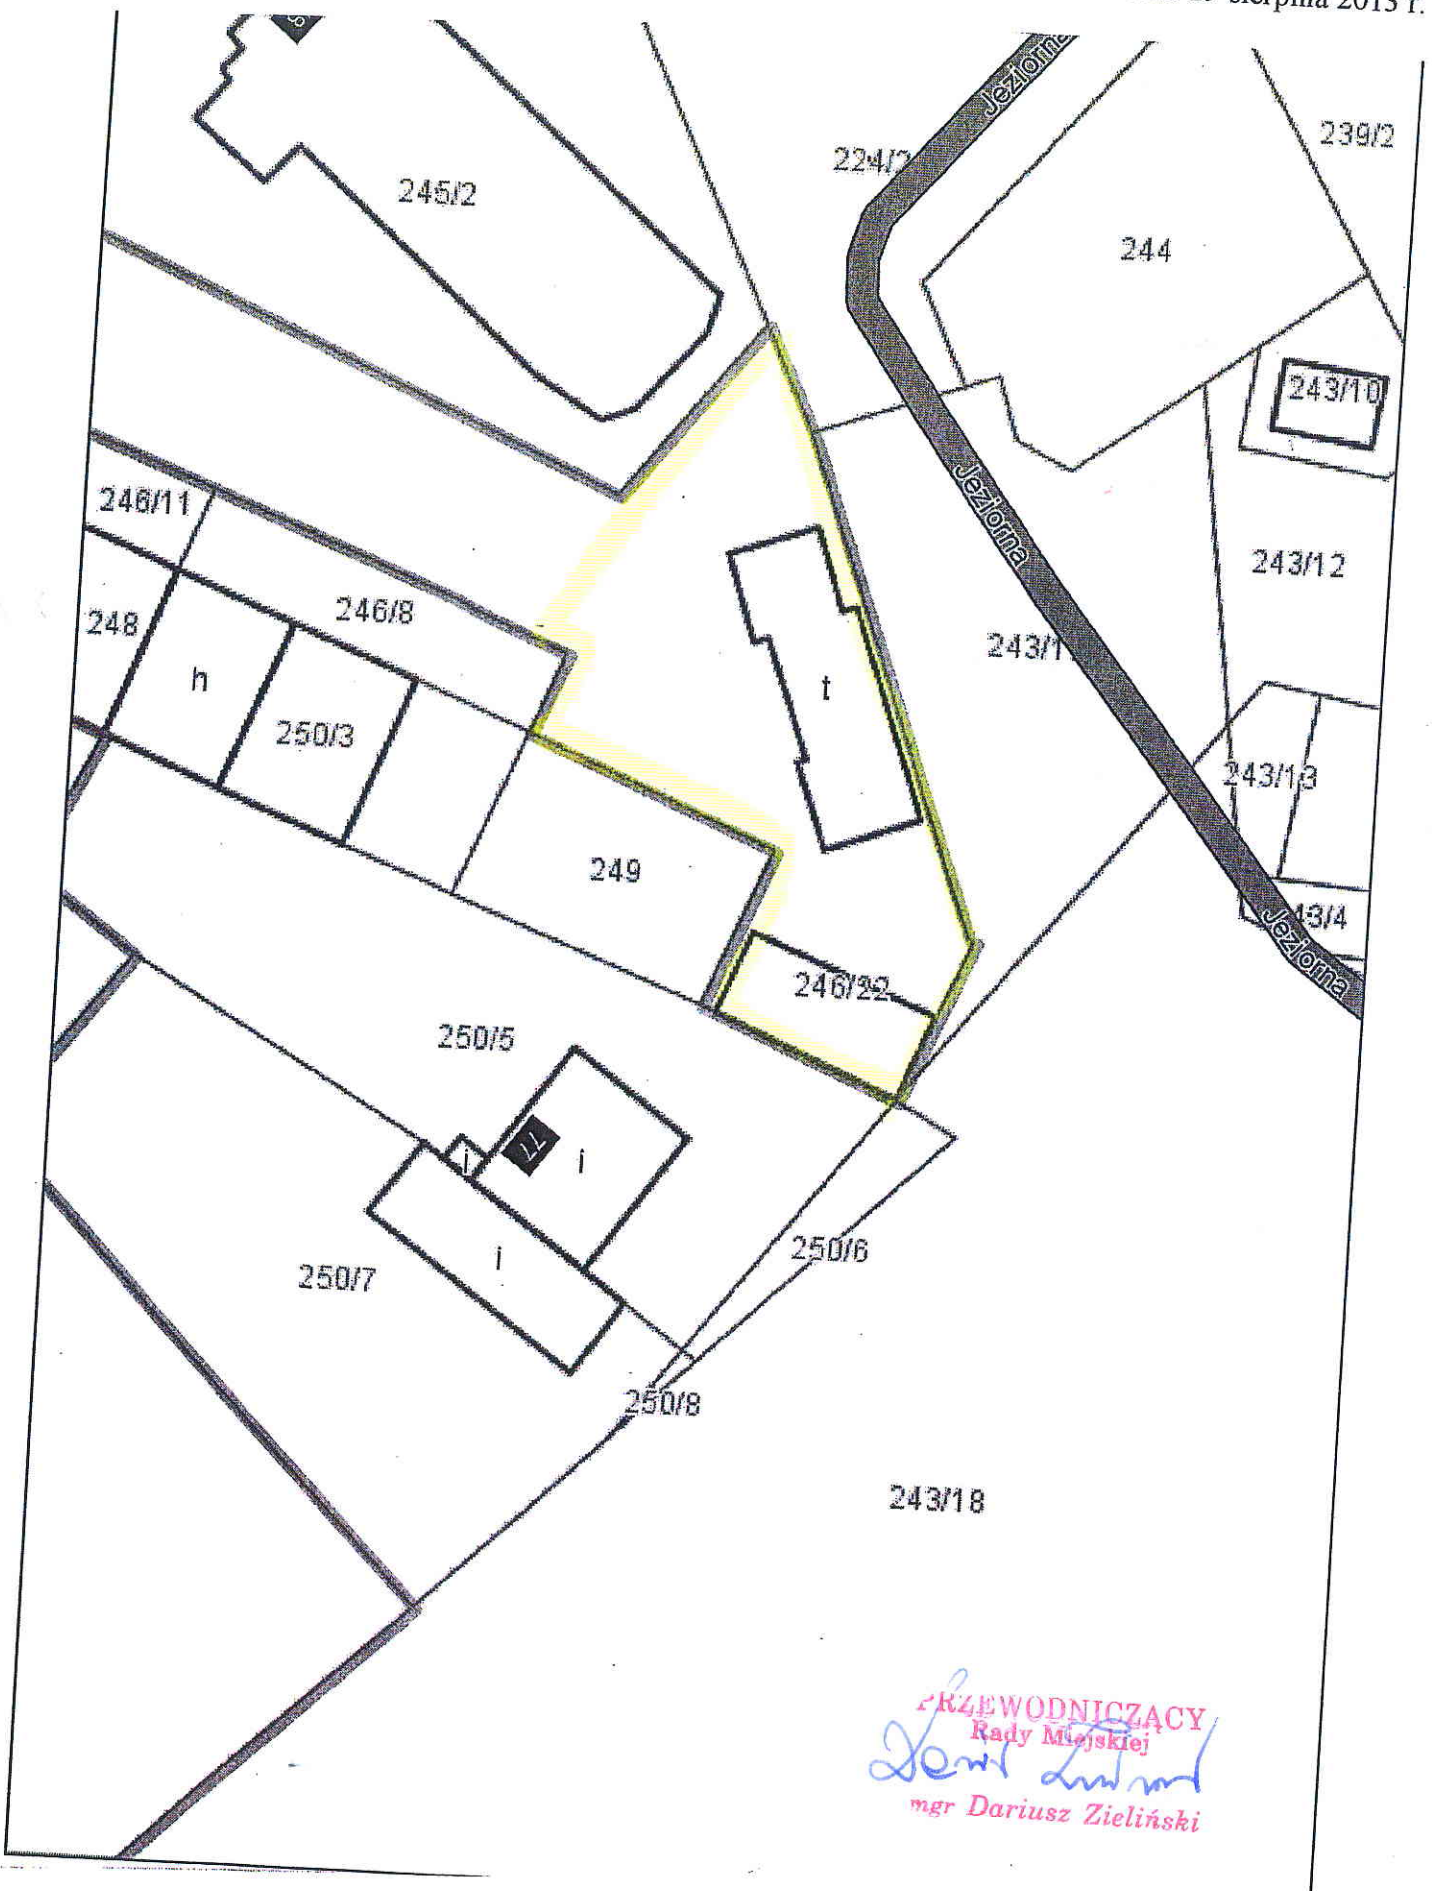 sierpnia 2013 r.
8
Jeziorna
239/2
224/2
245/2
244
243/10
246/11
Jeziorna
243/12
246/8
248
243/1
h
t
250/3
243/13
249
43/4
Jeziorna
246/22
250/5
77
i
i
250/6
i
250/7
250/8
243/18
PRZEWODNICZĄCY
Rady Miejskiej
mgr Dariusz Zieliński